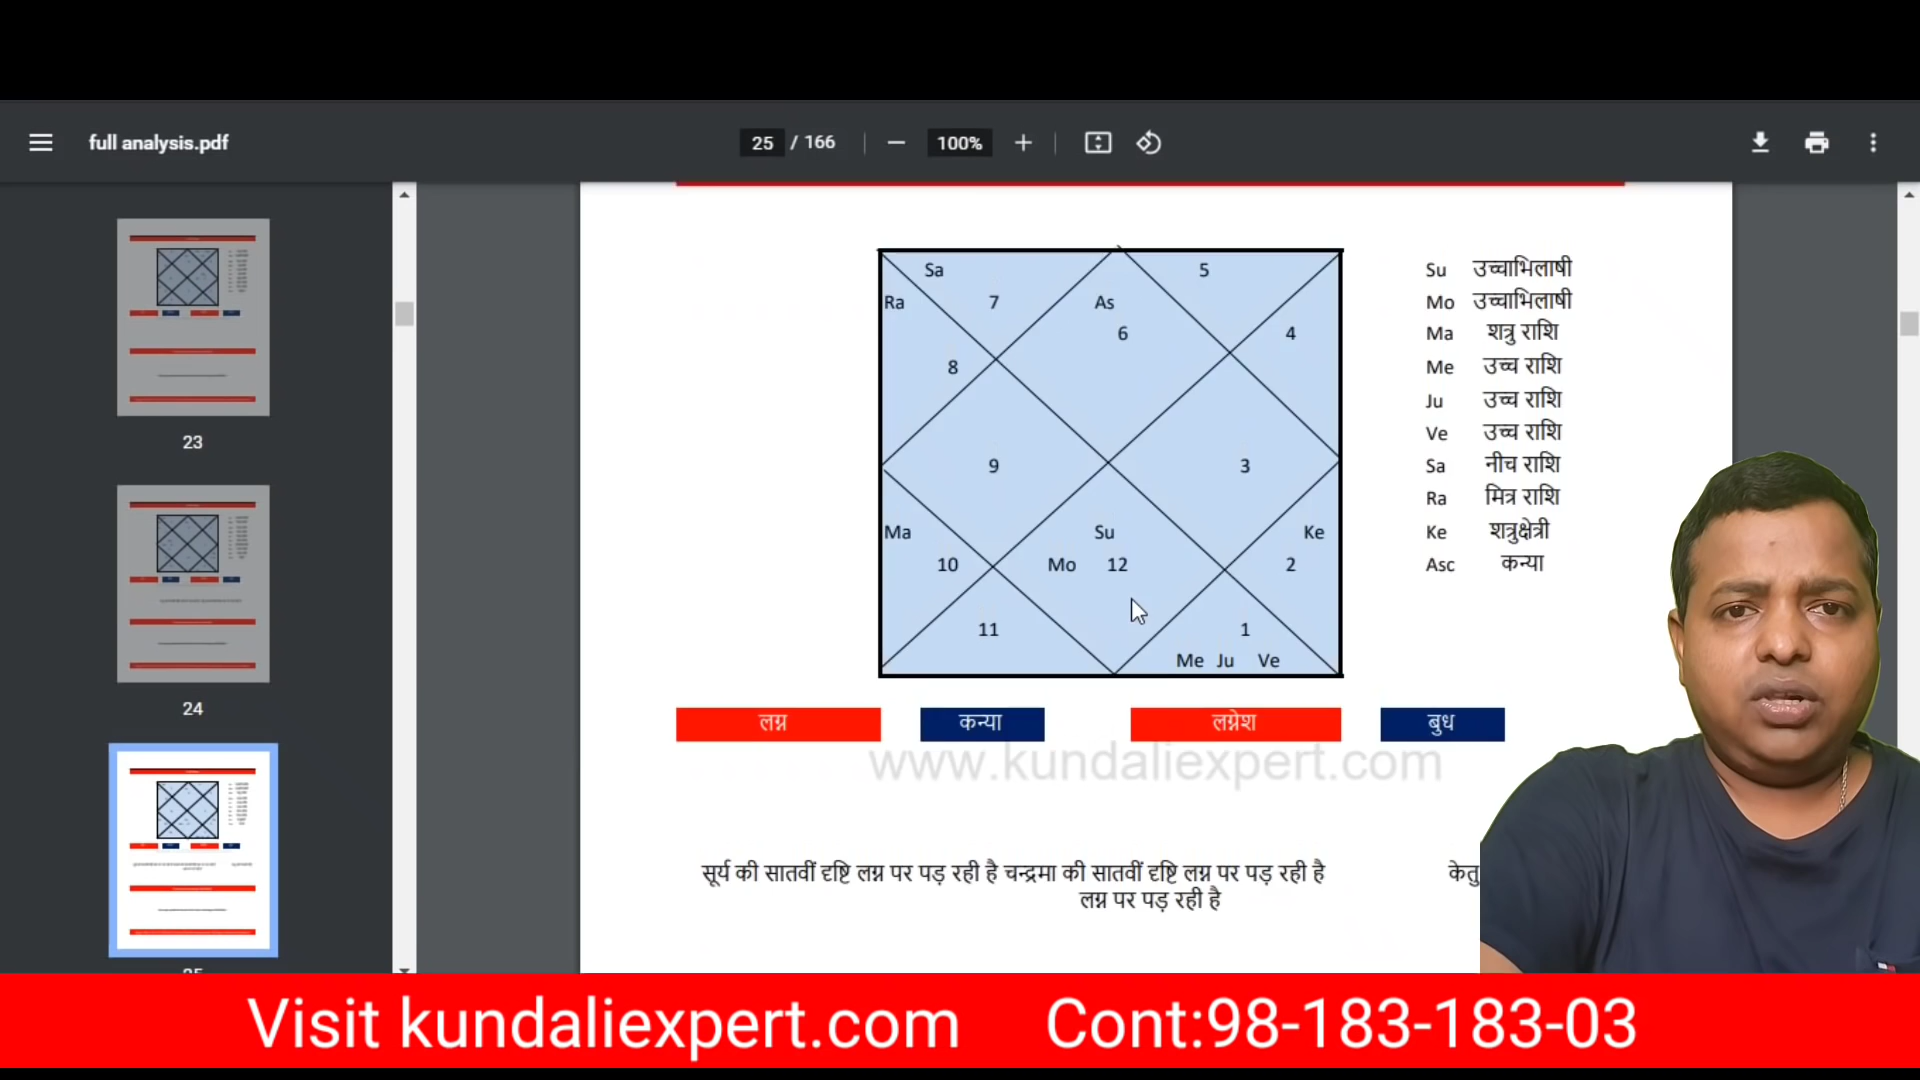 full analysis.pdf
25 / 166
100%
23
24
25
Sa
5
Ra
7
As
6
4
8
9
3
Ma
Su
Ke
10
Mo
12
2
11
1
Me Ju Ve
Su उच्चाभिलाषी
Mo उच्चाभिलाषी
Ma शत्रु राशि
Me उच्च राशि
Ju उच्च राशि
Ve उच्च राशि
Sa नीच राशि
Ra मित्र राशि
Ke शत्रुक्षेत्री
Asc कन्या
लग्न कन्या लग्नेश बुध
www.kundaliexpert.com
सूर्य की सातवीं दृष्टि लग्न पर पड़ रही है चन्द्रमा की सातवीं दृष्टि लग्न पर पड़ रही है केतु
लग्न पर पड़ रही है
Visit kundaliexpert.com Cont:98-183-183-03